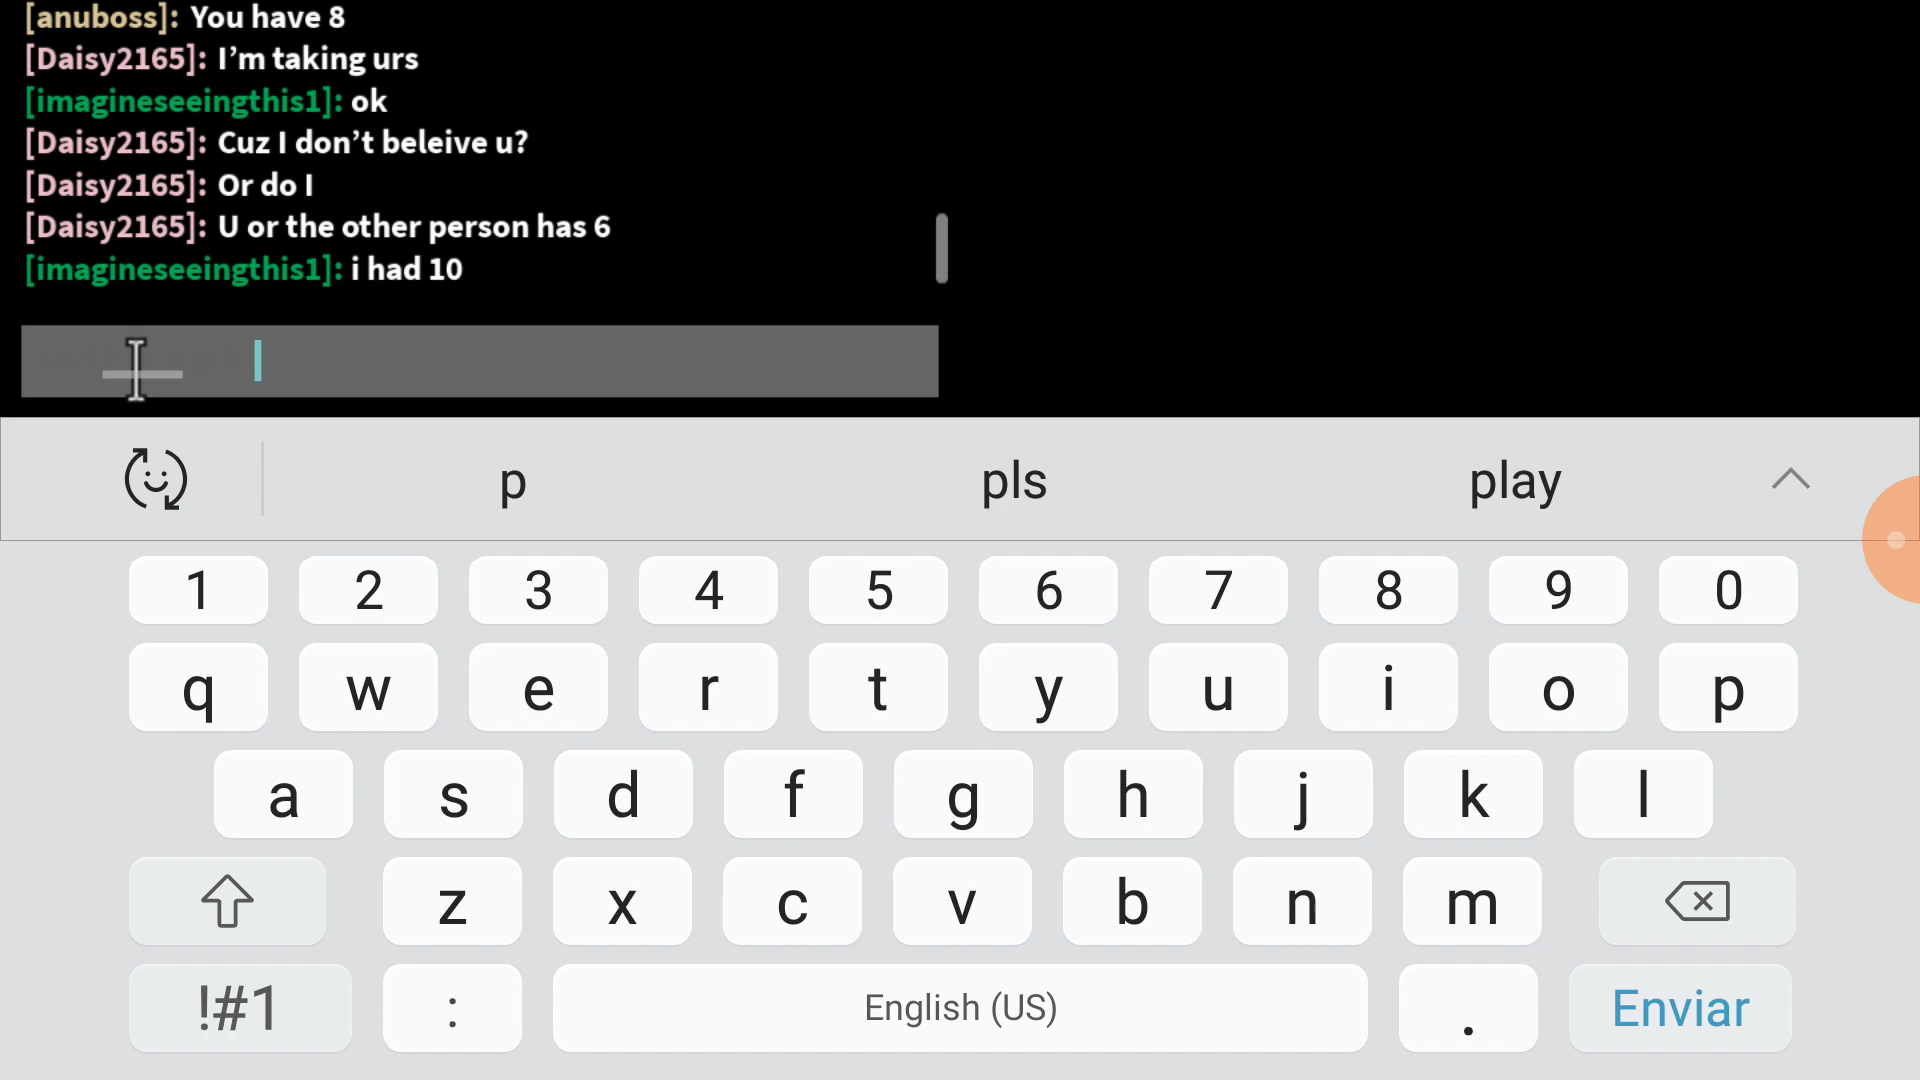 [anuboss]: You have 8
[Daisy2165]: I’m taking urs
[imagineseeingthis1]: ok
[Daisy2165]: Cuz I don’t beleive u?
[Daisy2165]: Or do I
[Daisy2165]: U or the other person has 6
[imagineseeingthis1]: i had 10
p pls play
1 2 3 4 5 6 7 8 9 0
q w e r t y u i o p
a s d f g h j k l
z x c v b n m
!#1 : English (US) . Enviar